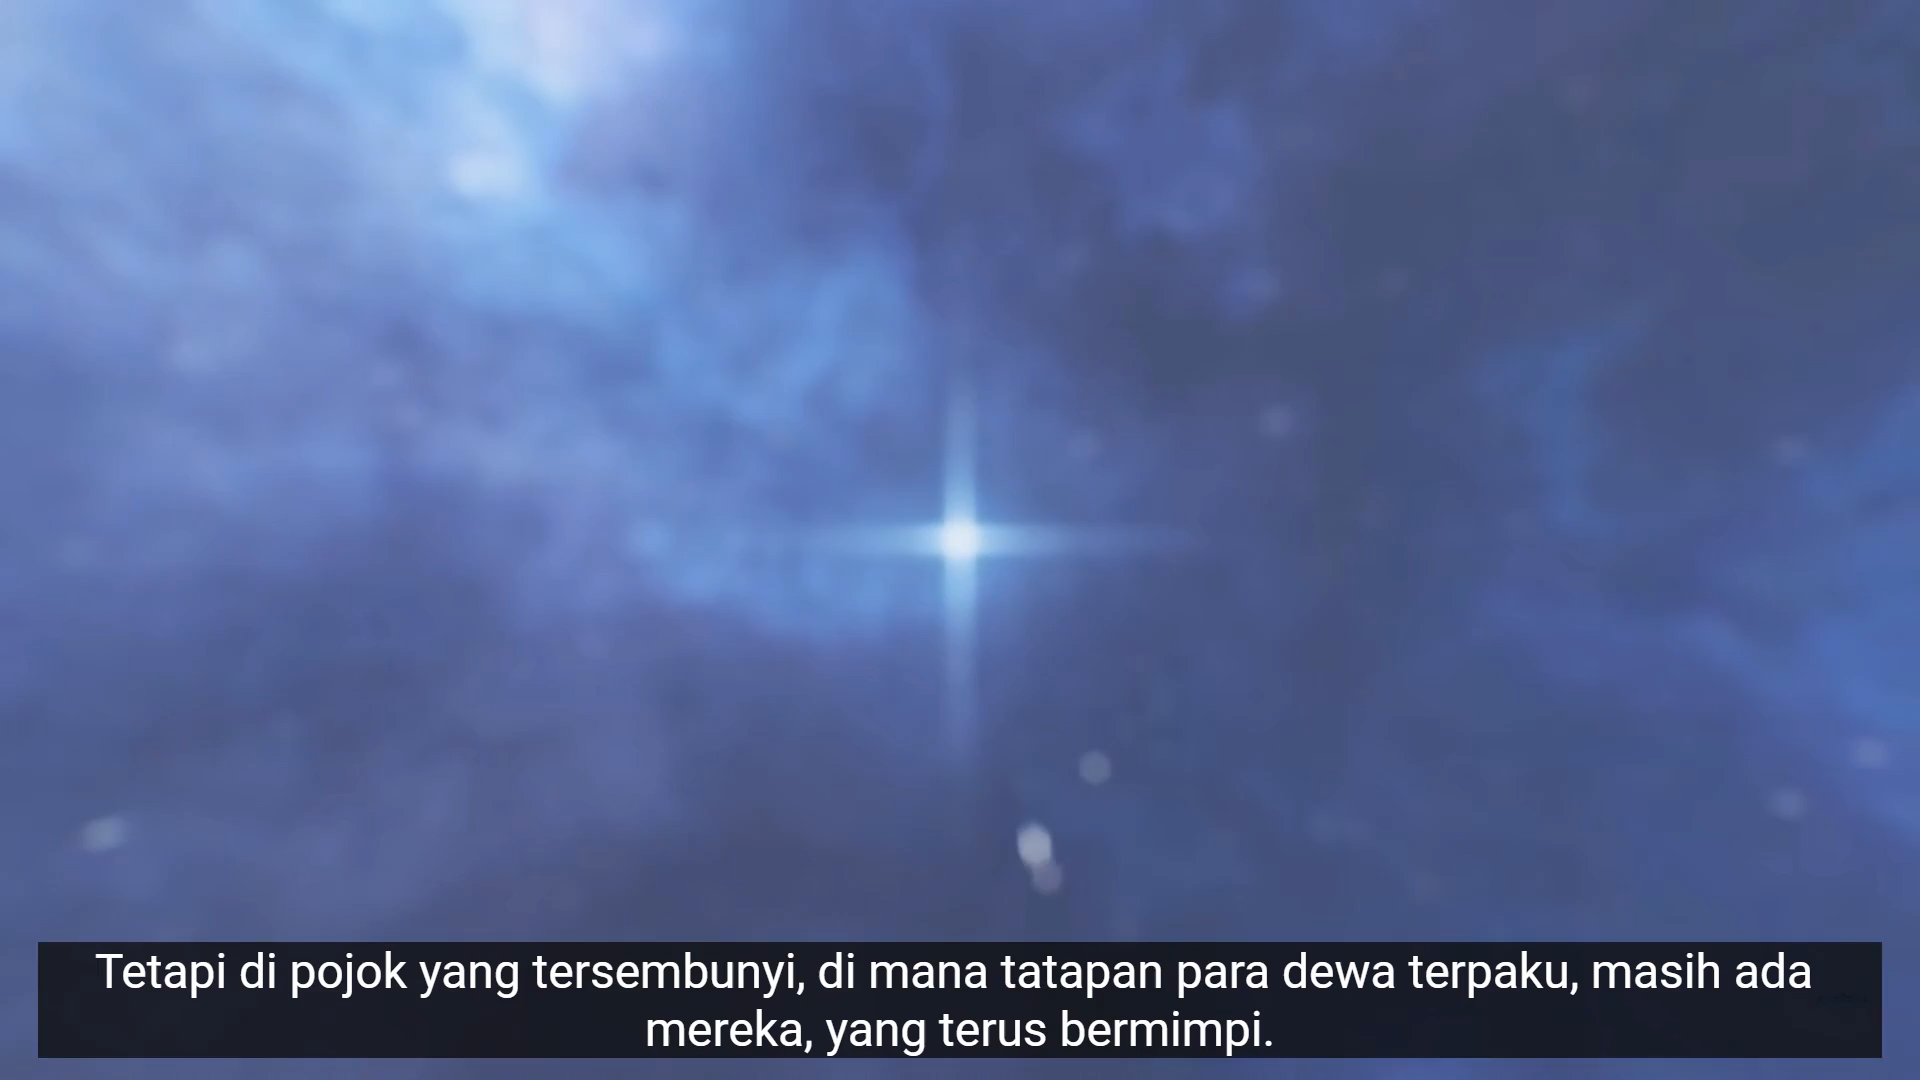 Tetapi di pojok yang tersembunyi, di mana tatapan para dewa terpaku, masih ada
mereka, yang terus bermimpi.